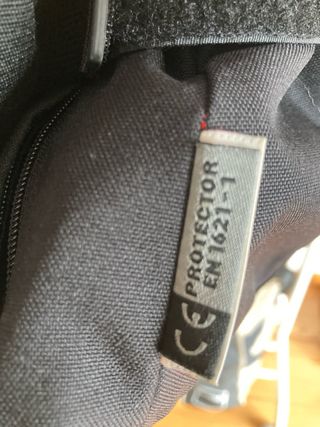 CE PROTECTOR
EN 1621-1